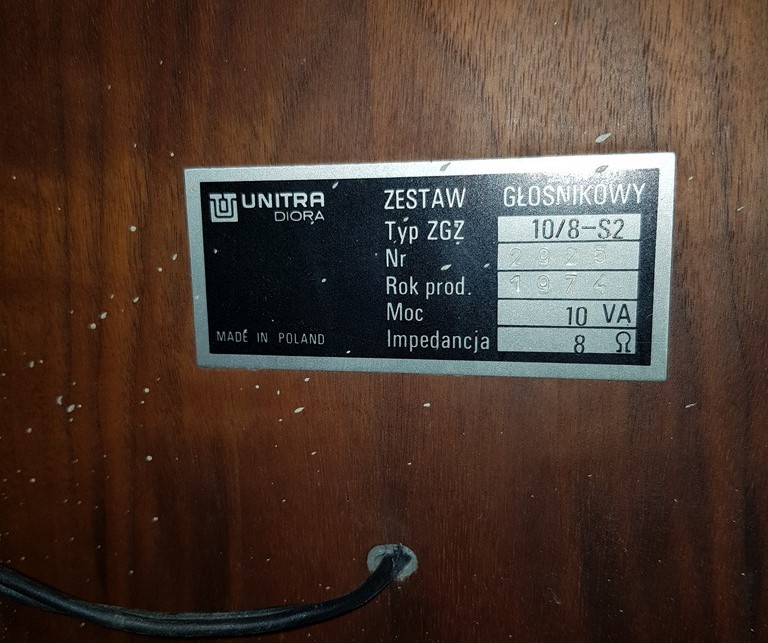 UNITRA
DIORA
ZESTAW GŁOŚNIKOWY
Typ ZGZ 10/8-S2
Nr 2925
Rok prod. 1974
Moc 10 VA
Impedancja 8 Ω
MADE IN POLAND